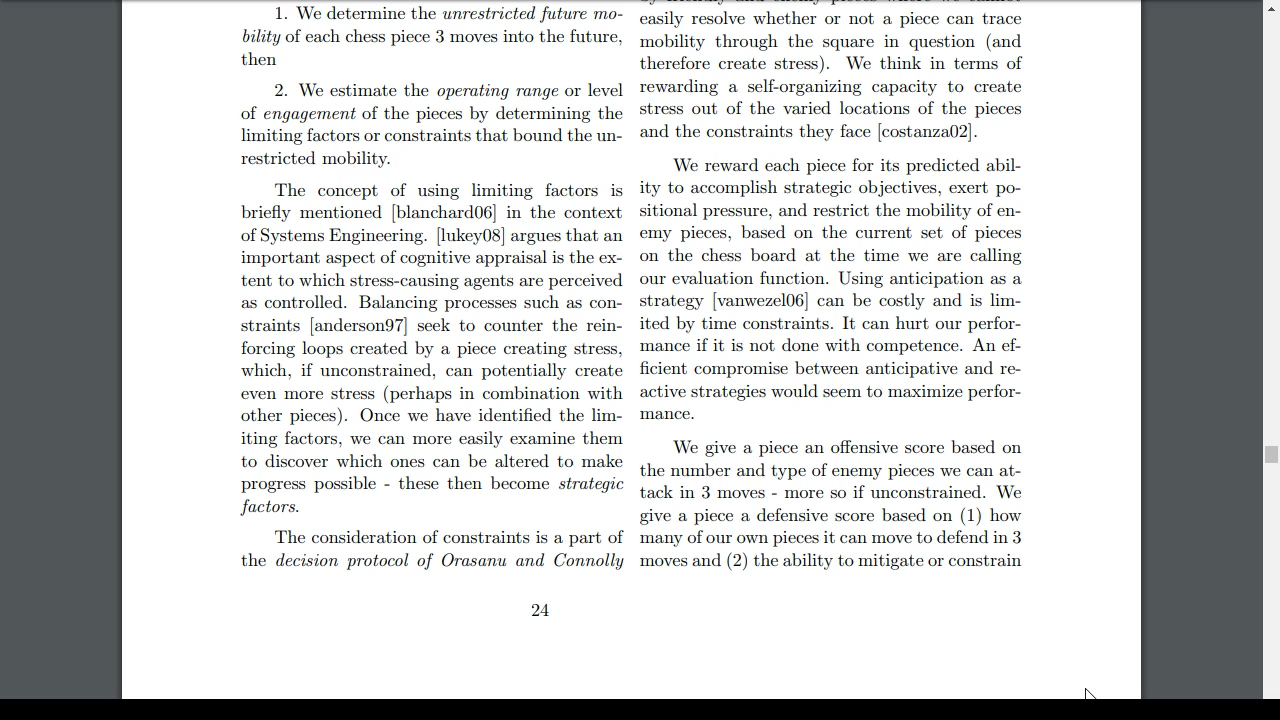 1. We determine the unrestricted future mo-
bility of each chess piece 3 moves into the future,
then
2. We estimate the operating range or level
of engagement of the pieces by determining the
limiting factors or constraints that bound the un-
restricted mobility.
The concept of using limiting factors is
briefly mentioned [blanchard06] in the context
of Systems Engineering. [lukey08] argues that an
important aspect of cognitive appraisal is the ex-
tent to which stress-causing agents are perceived
as controlled. Balancing processes such as con-
straints [anderson97] seek to counter the rein-
forcing loops created by a piece creating stress,
which, if unconstrained, can potentially create
even more stress (perhaps in combination with
other pieces). Once we have identified the lim-
iting factors, we can more easily examine them
to discover which ones can be altered to make
progress possible - these then become strategic
factors.
The consideration of constraints is a part of
the decision protocol of Orasanu and Connolly
easily resolve whether or not a piece can trace
mobility through the square in question (and
therefore create stress). We think in terms of
rewarding a self-organizing capacity to create
stress out of the varied locations of the pieces
and the constraints they face [costanza02].
We reward each piece for its predicted abil-
ity to accomplish strategic objectives, exert po-
sitional pressure, and restrict the mobility of en-
emy pieces, based on the current set of pieces
on the chess board at the time we are calling
our evaluation function. Using anticipation as a
strategy [vanwezel06] can be costly and is lim-
ited by time constraints. It can hurt our perfor-
mance if it is not done with competence. An ef-
ficient compromise between anticipative and re-
active strategies would seem to maximize perfor-
mance.
We give a piece an offensive score based on
the number and type of enemy pieces we can at-
tack in 3 moves - more so if unconstrained. We
give a piece a defensive score based on (1) how
many of our own pieces it can move to defend in 3
moves and (2) the ability to mitigate or constrain
24